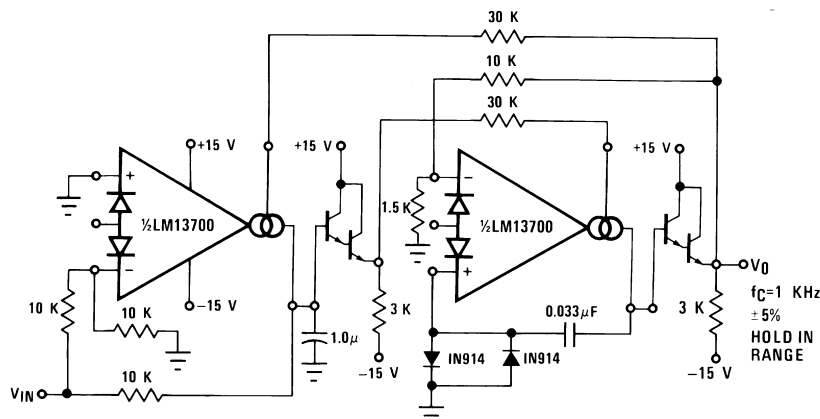 30 K
10 K
30 K
+15 V
+15 V
+15 V
+
−
1.5 K
½LM13700
½LM13700
−
+
−15 V
10 K
10 K
3 K
1.0μ
0.033μF
V0
fC=1 KHz
±5%
HOLD IN
RANGE
3 K
IN914
IN914
−15 V
−15 V
VIN
10 K